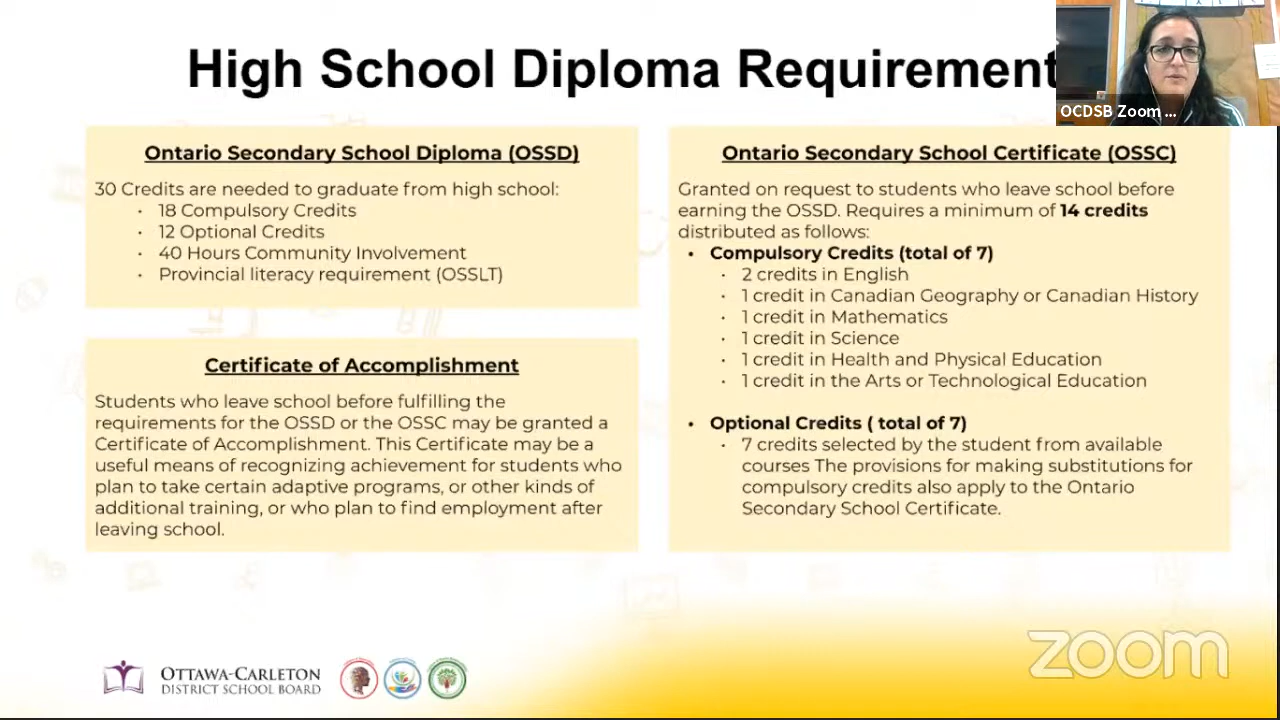 High School Diploma Requirement
OCDSB Zoom ...
Ontario Secondary School Diploma (OSSD)
30 Credits are needed to graduate from high school:
· 18 Compulsory Credits
· 12 Optional Credits
· 40 Hours Community Involvement
· Provincial literacy requirement (OSSLT)
Certificate of Accomplishment
Students who leave school before fulfilling the
requirements for the OSSD or the OSSC may be granted a
Certificate of Accomplishment. This Certificate may be a
useful means of recognizing achievement for students who
plan to take certain adaptive programs, or other kinds of
additional training, or who plan to find employment after
leaving school.
Ontario Secondary School Certificate (OSSC)
Granted on request to students who leave school before
earning the OSSD. Requires a minimum of 14 credits
distributed as follows:
• Compulsory Credits (total of 7)
· 2 credits in English
· 1 credit in Canadian Geography or Canadian History
· 1 credit in Mathematics
· 1 credit in Science
· 1 credit in Health and Physical Education
· 1 credit in the Arts or Technological Education
• Optional Credits ( total of 7)
· 7 credits selected by the student from available
courses The provisions for making substitutions for
compulsory credits also apply to the Ontario
Secondary School Certificate.
OTTAWA-CARLETON
DISTRICT SCHOOL BOARD
zoom